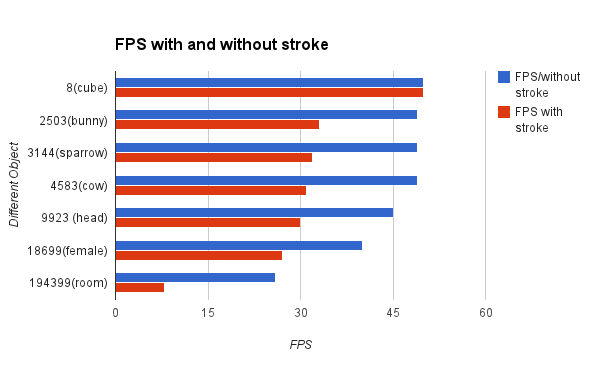 FPS with and without stroke
FPS/without
stroke
FPS with
stroke
Different Object
8(cube)
2503(bunny)
3144(sparrow)
4583(cow)
9923 (head)
18699(female)
194399(room)
0 15 30 45 60
FPS